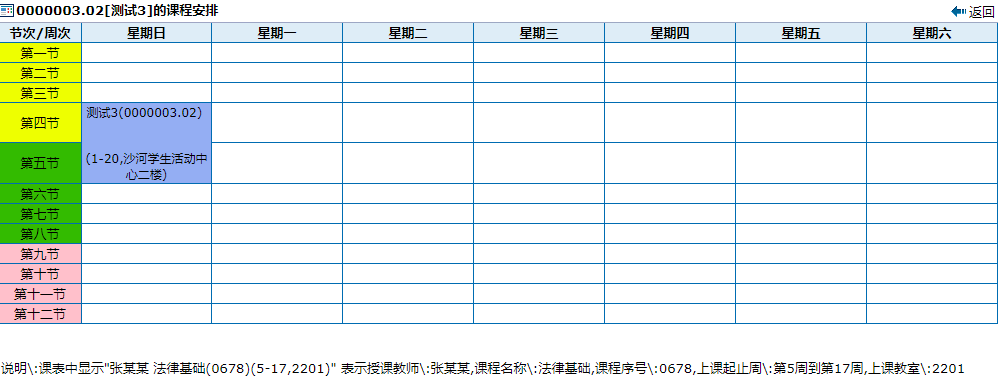 0000003.02[测试3]的课程安排 返回
节次/周次 星期日 星期一 星期二 星期三 星期四 星期五 星期六
第一节
第二节
第三节
第四节
测试3(0000003.02)
第五节
(1-20,沙河学生活动中
心二楼)
第六节
第七节
第八节
第九节
第十节
第十一节
第十二节
说明\:课表中显示"张某某 法律基础(0678)(5-17,2201)" 表示授课教师\:张某某,课程名称\:法律基础,课程序号\:0678,上课起止周\:第5周到第17周,上课教室\:2201